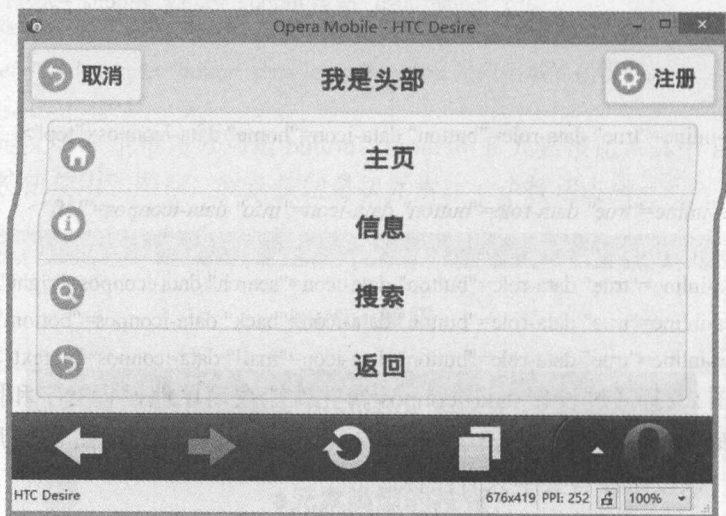 Opera Mobile - HTC Desire
取消 我是头部 注册
主页
信息
搜索
返回
HTC Desire 676x419 PPI: 252 100%